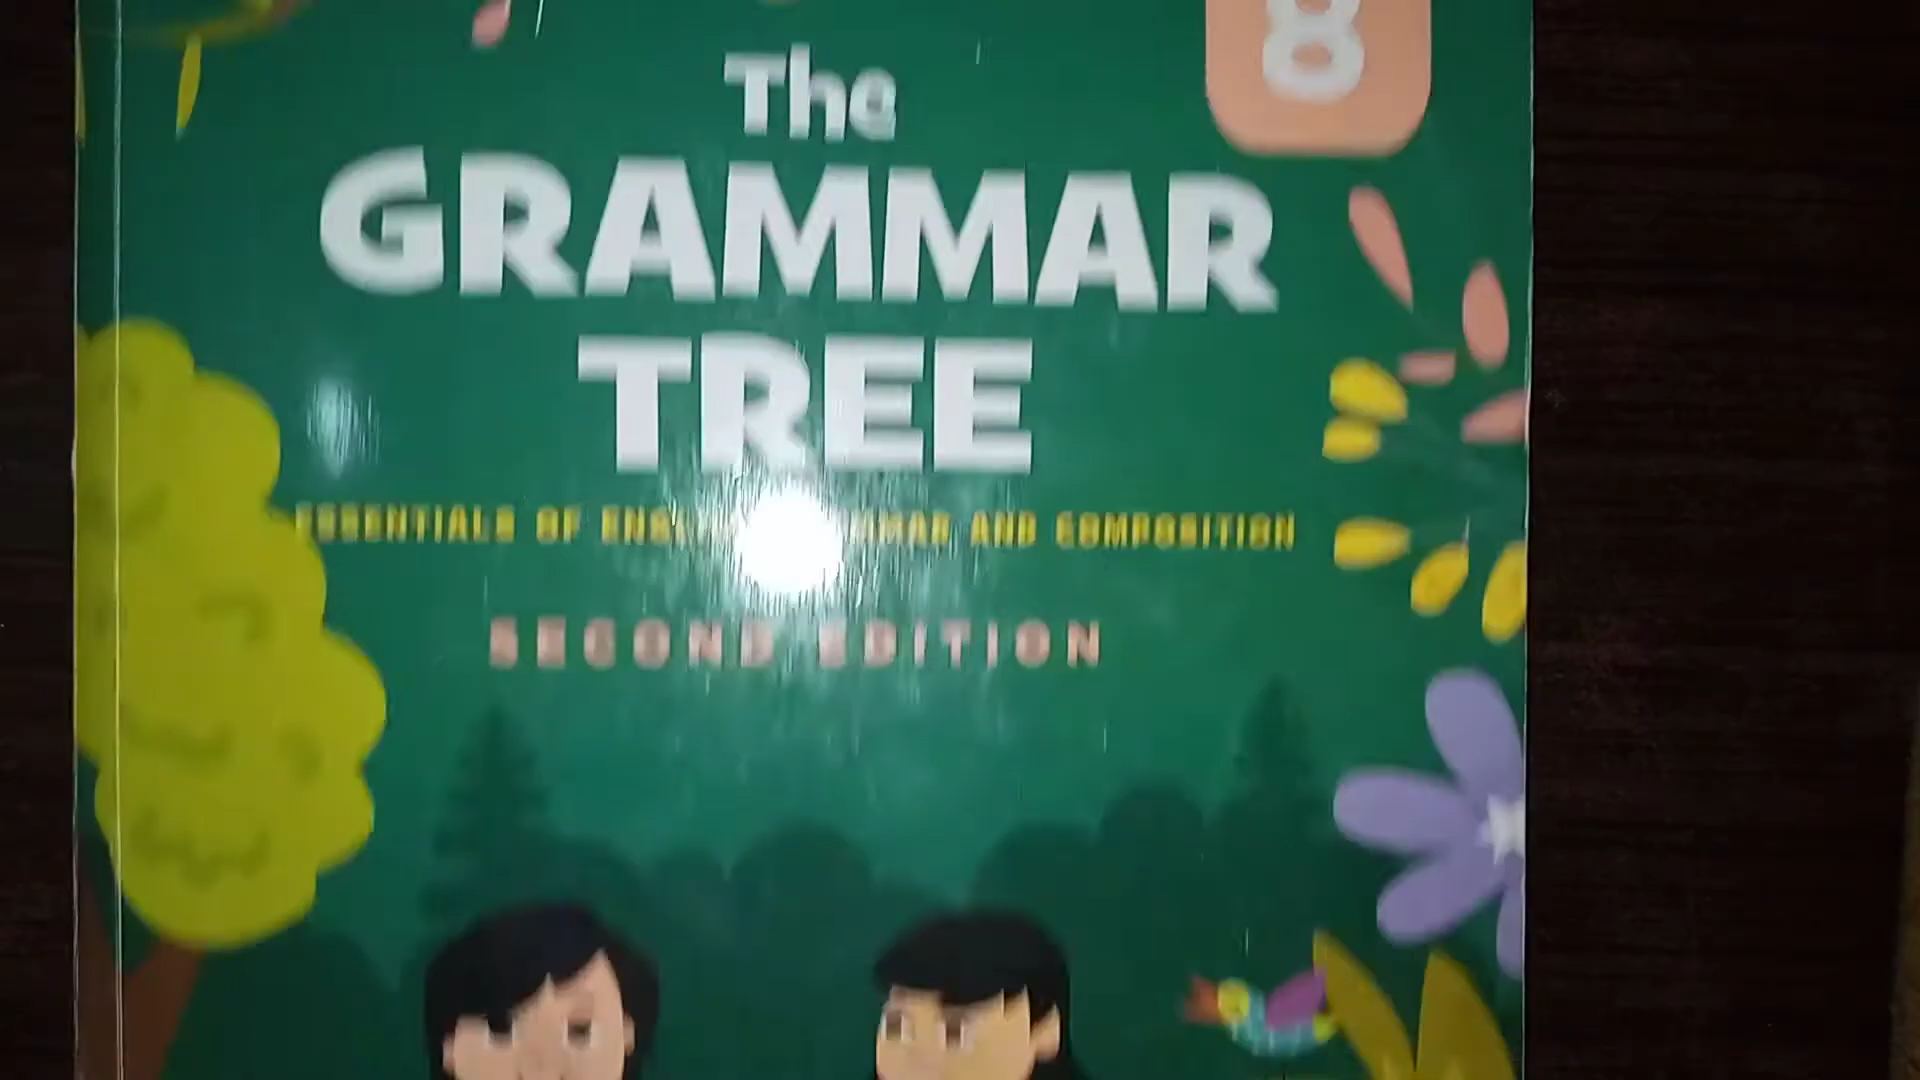 8
The
GRAMMAR
TREE
ESSENTIALS OF ENGLISH GRAMMAR AND COMPOSITION
SECOND EDITION